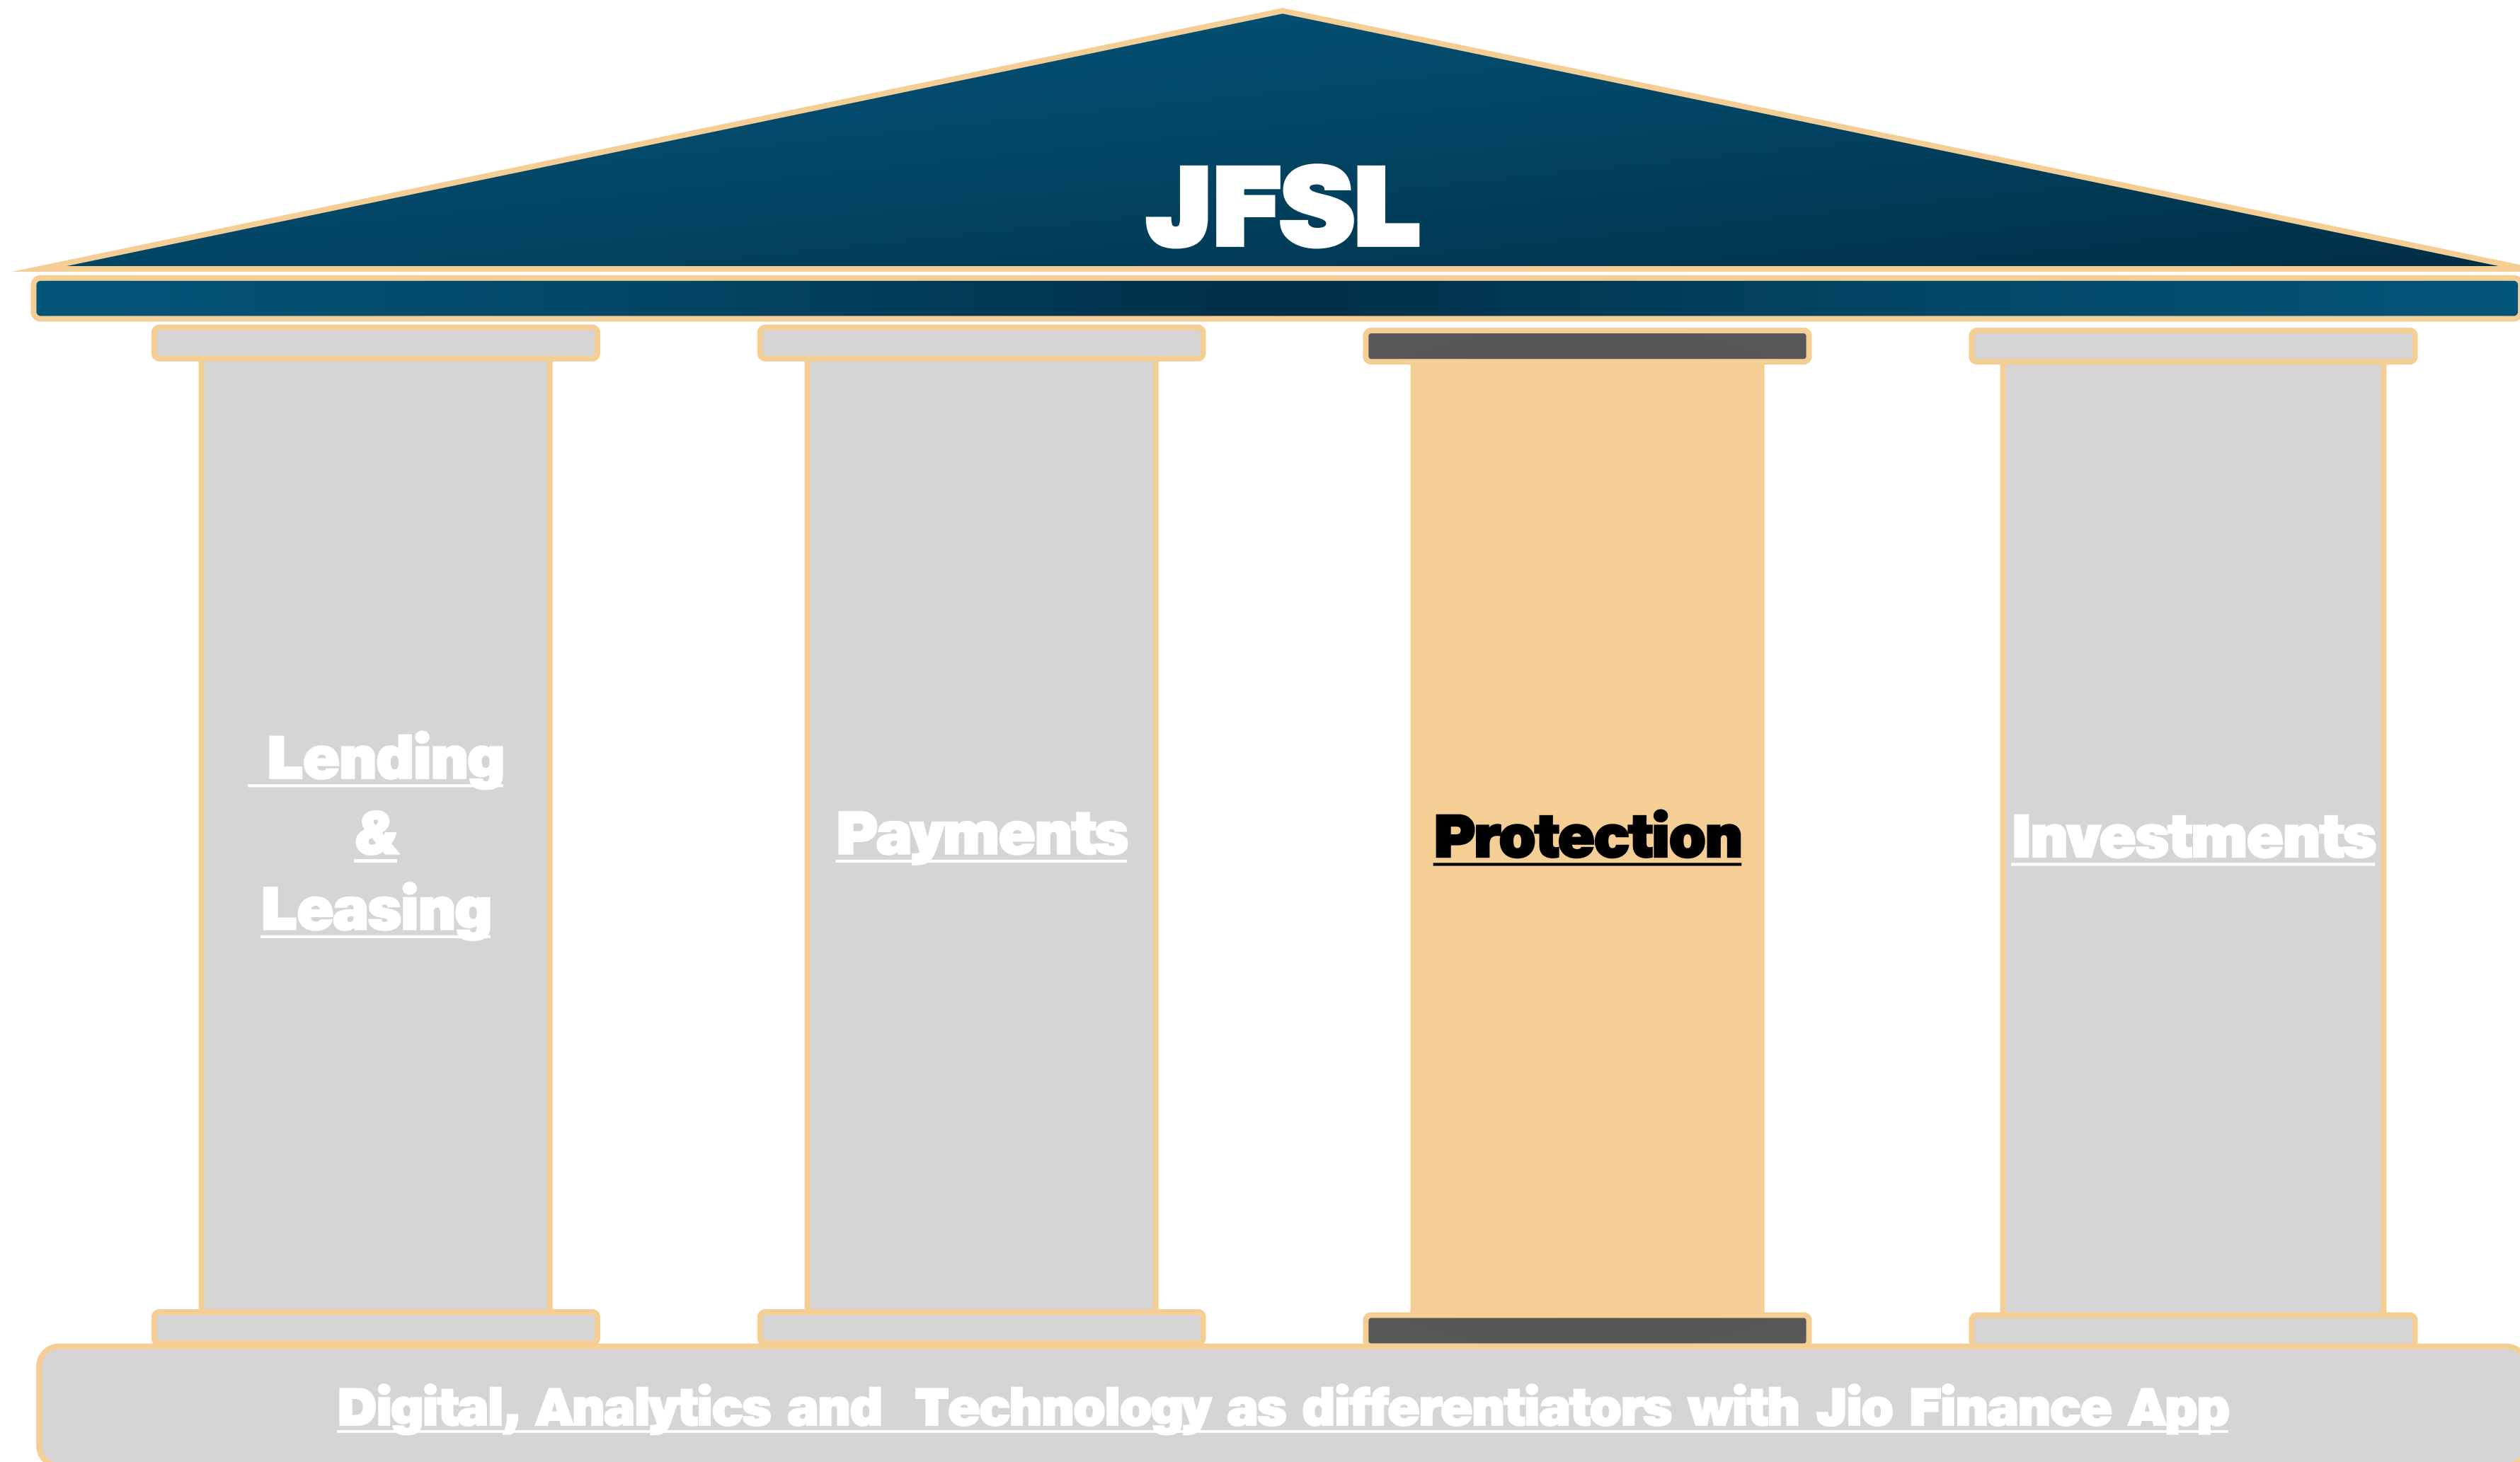 JFSL
Lending
&
Leasing
Payments
Protection
Investments
Digital, Analytics and  Technology as differentiators with Jio Finance App